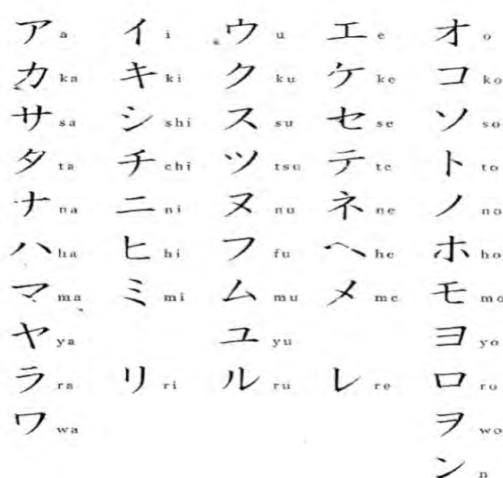 ア a イ i ウ u エ e オ o
カ ka キ ki ク ku ケ ke コ ko
サ sa シ shi ス su セ se ソ so
タ ta チ chi ツ tsu テ te ト to
ナ na ニ ni ヌ nu ネ ne ノ no
ハ ha ヒ hi フ fu ヘ he ホ ho
マ ma ミ mi ム mu メ me モ mo
ヤ ya ユ yu ヨ yo
ラ ra リ ri ル ru レ re ロ ro
ワ wa ヲ wo
ン n